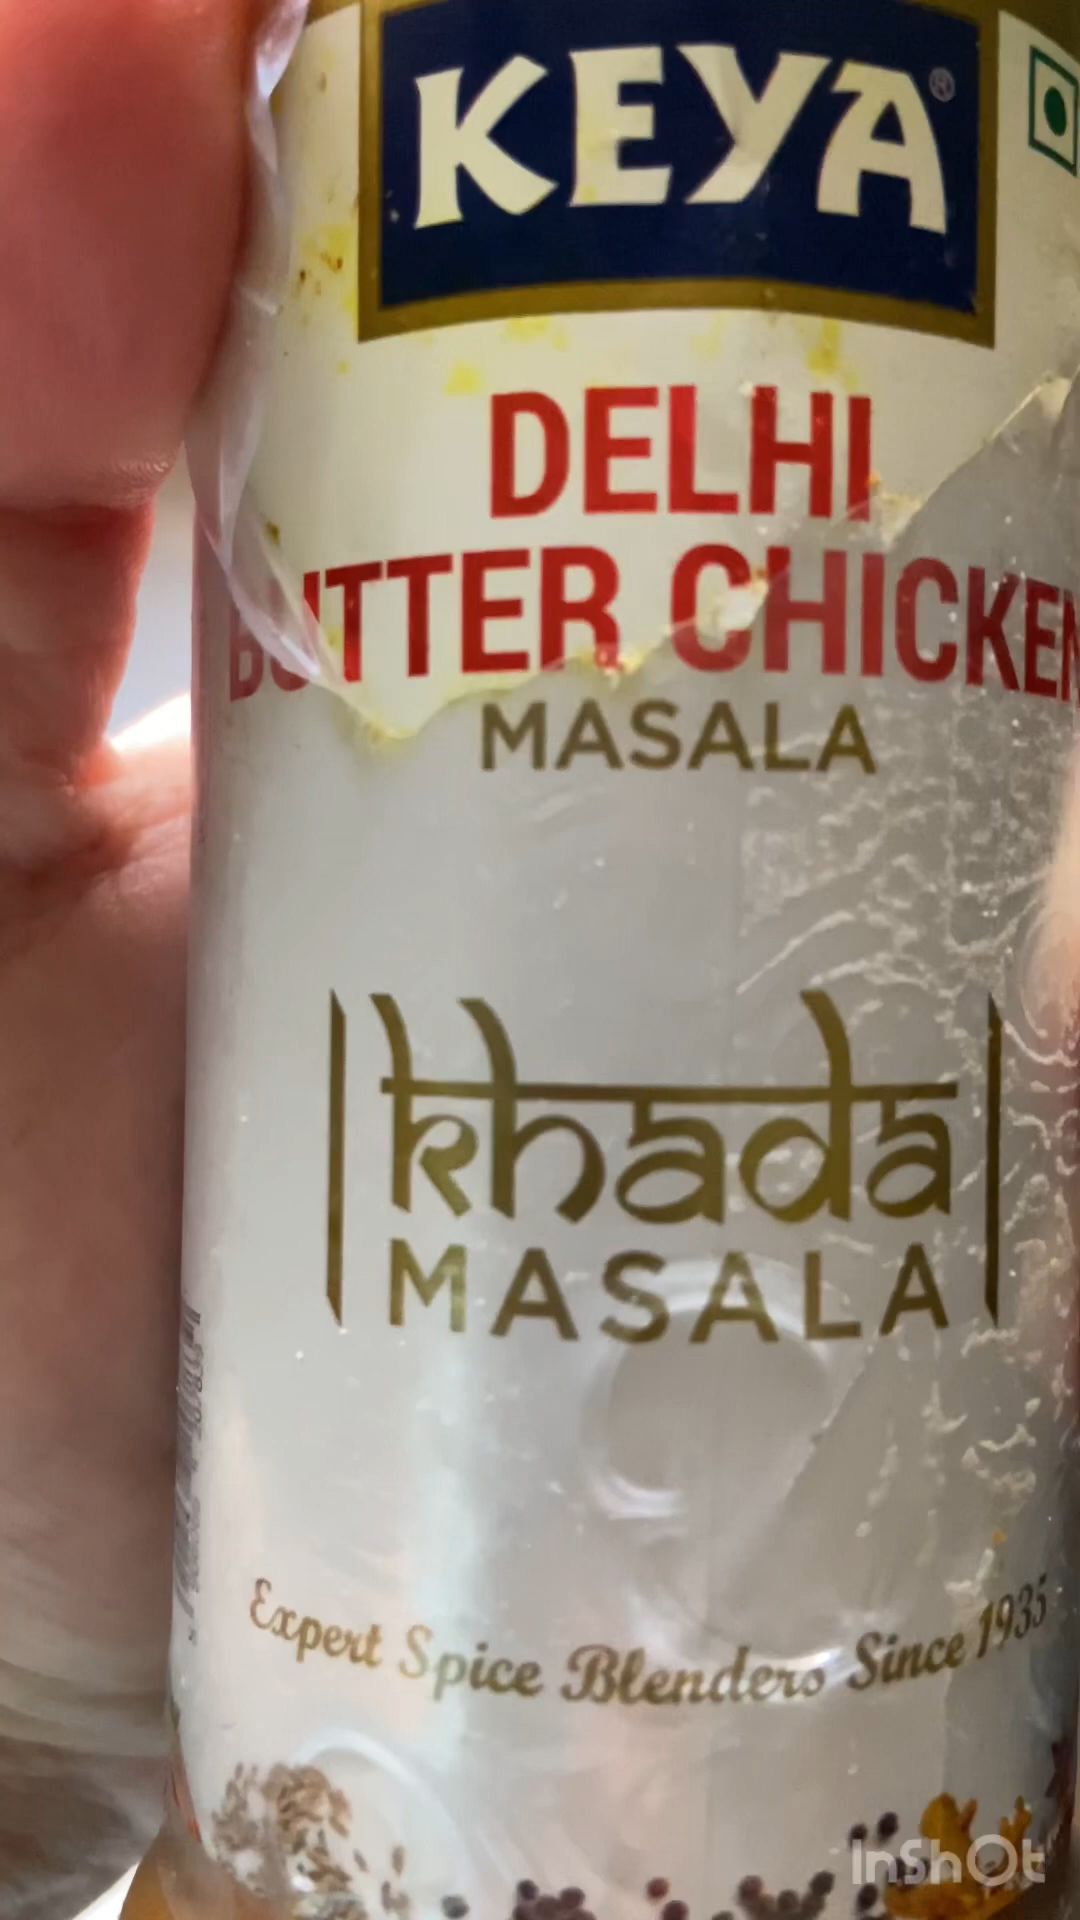 KEYA®
DELHI
BUTTER CHICKEN
MASALA
khada
MASALA
Expert Spice Blenders Since 1935
InShOt